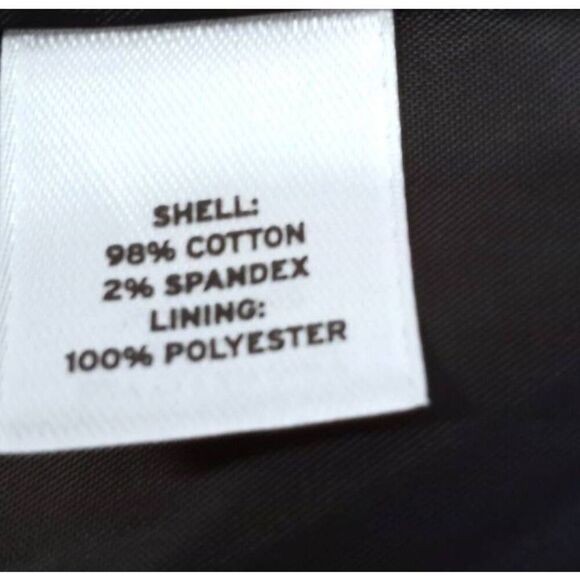 SHELL:
98% COTTON
2% SPANDEX
LINING:
100% POLYESTER